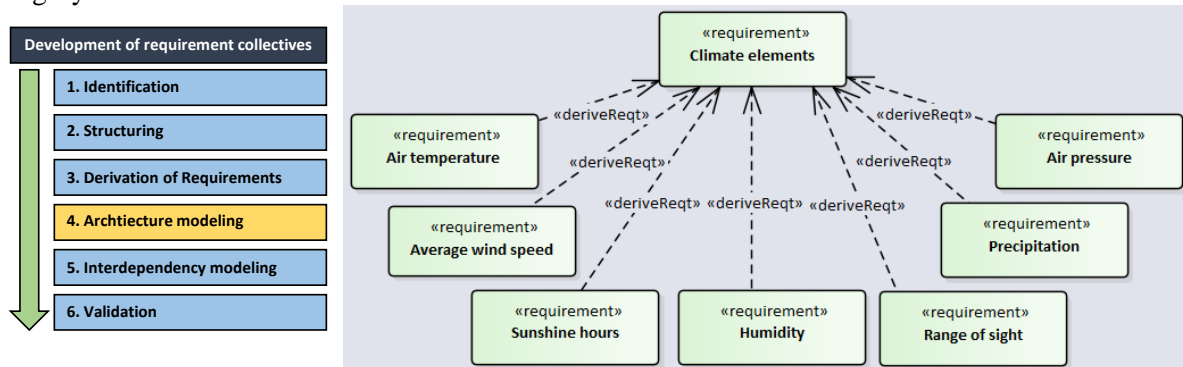 Development of requirement collectives
1. Identification
2. Structuring
3. Derivation of Requirements
4. Archtiecture modeling
5. Interdependency modeling
6. Validation
«requirement»
Climate elements
«deriveReqt»
«deriveReqt»
«requirement»
Air temperature
«requirement»
Air pressure
«deriveReqt»
«deriveReqt»
«deriveReqt»
«deriveReqt»
«deriveReqt»
«requirement»
Average wind speed
«requirement»
Precipitation
«requirement»
Sunshine hours
«requirement»
Humidity
«requirement»
Range of sight